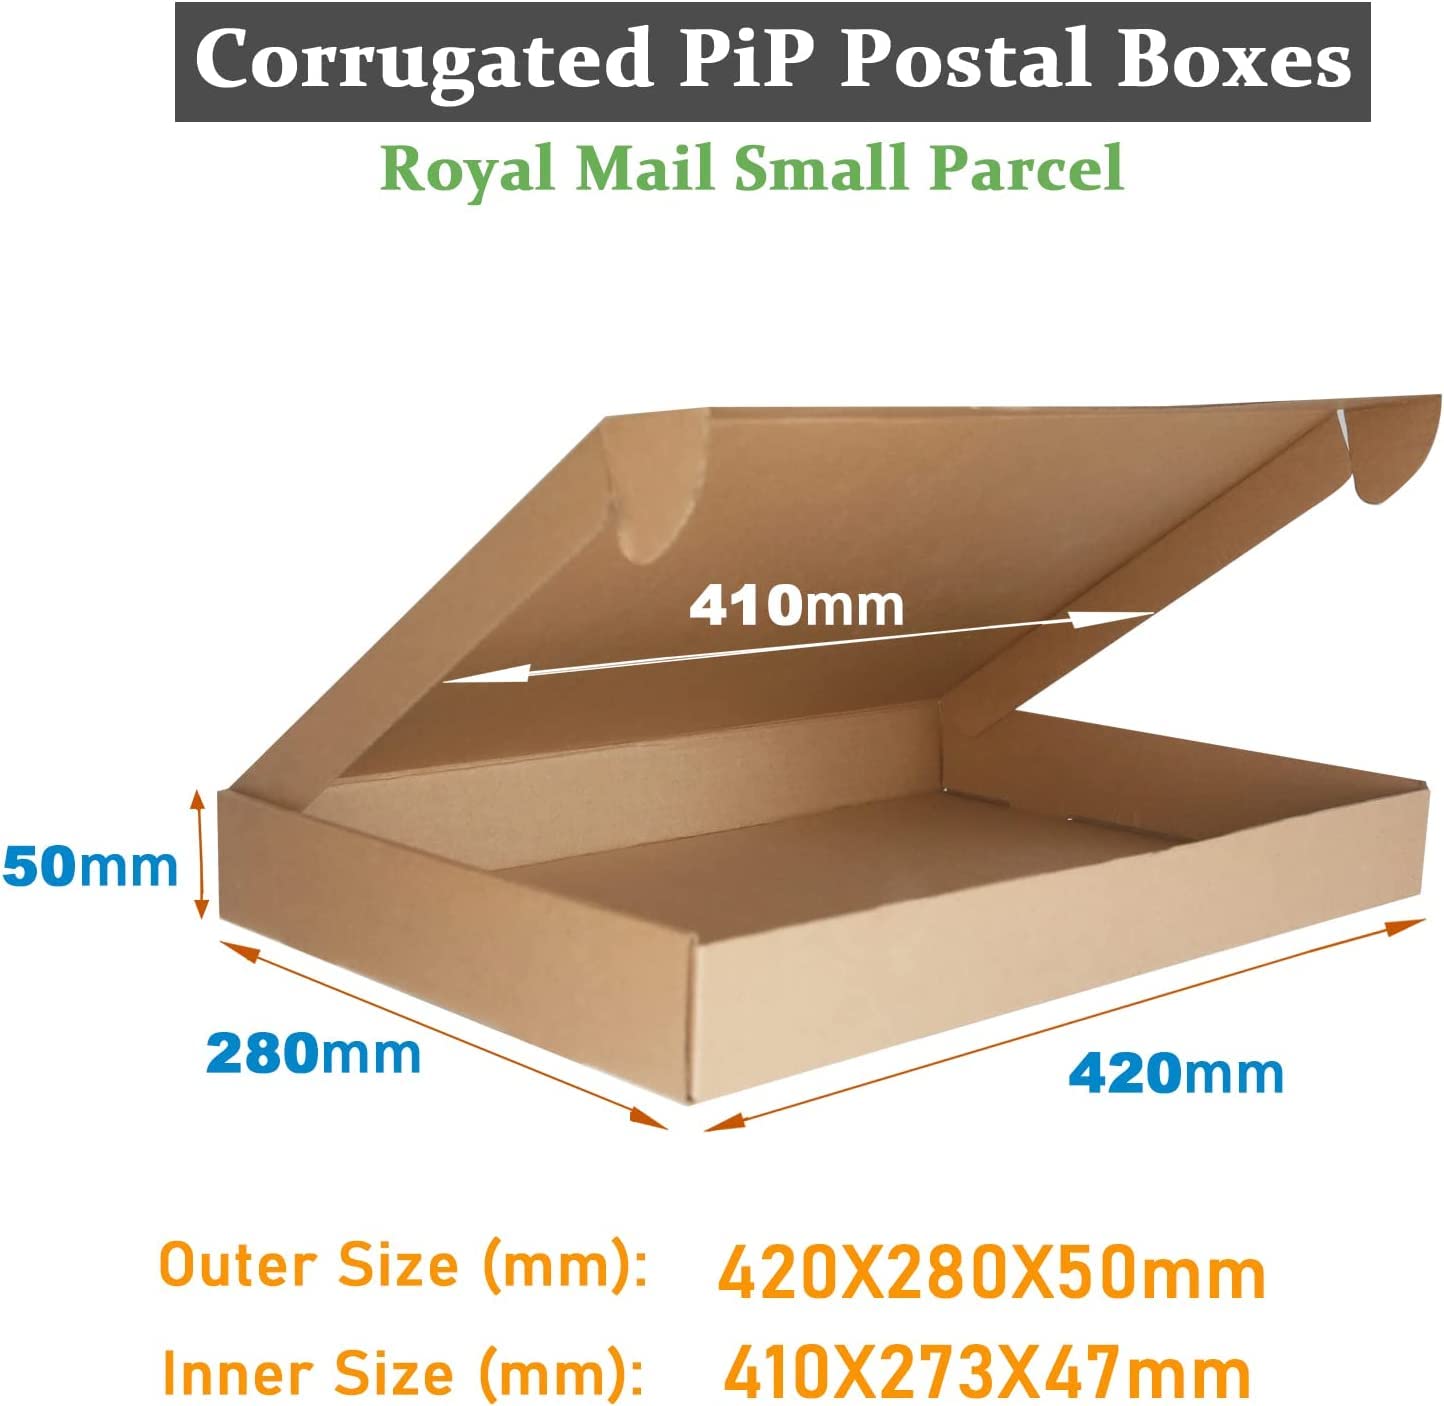 Corrugated PiP Postal Boxes
Royal Mail Small Parcel
410mm
50mm
280mm
420mm
Outer Size (mm): 420X280X50mm
Inner Size (mm): 410X273X47mm